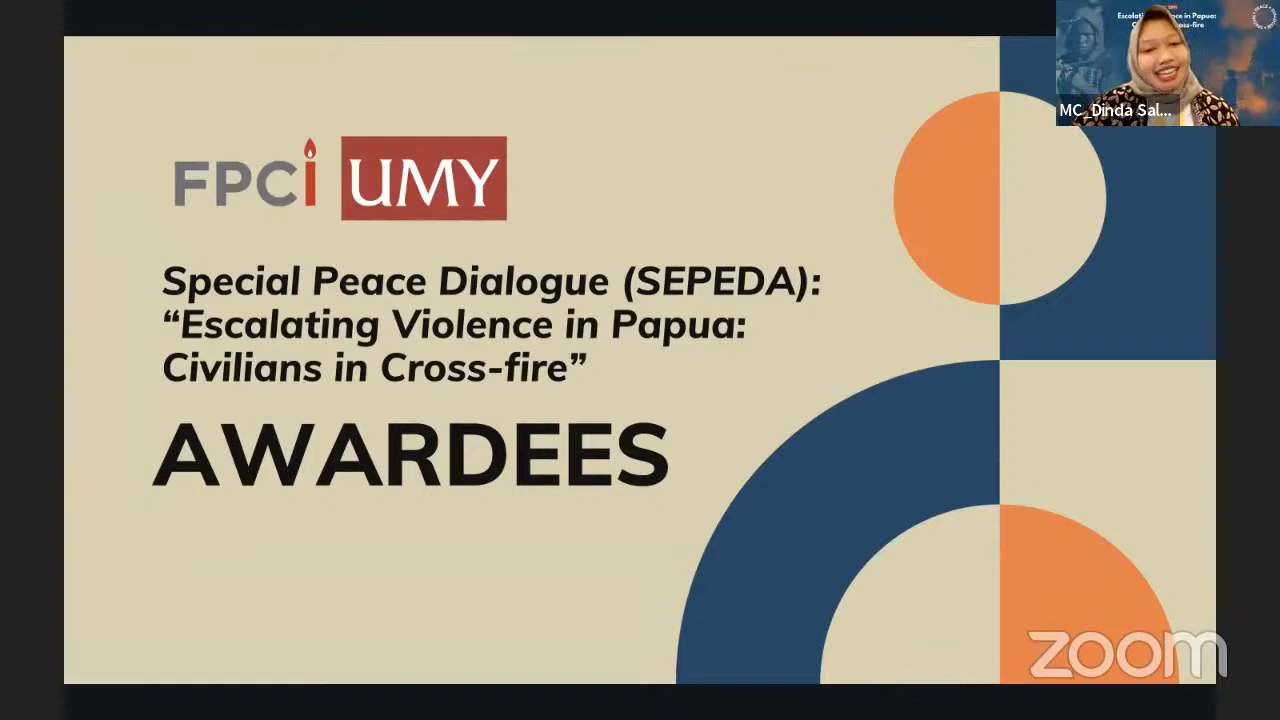 FPCi UMY
Special Peace Dialogue (SEPEDA):
“Escalating Violence in Papua:
Civilians in Cross-fire”
AWARDEES
MC_Dinda Sal...
zoom